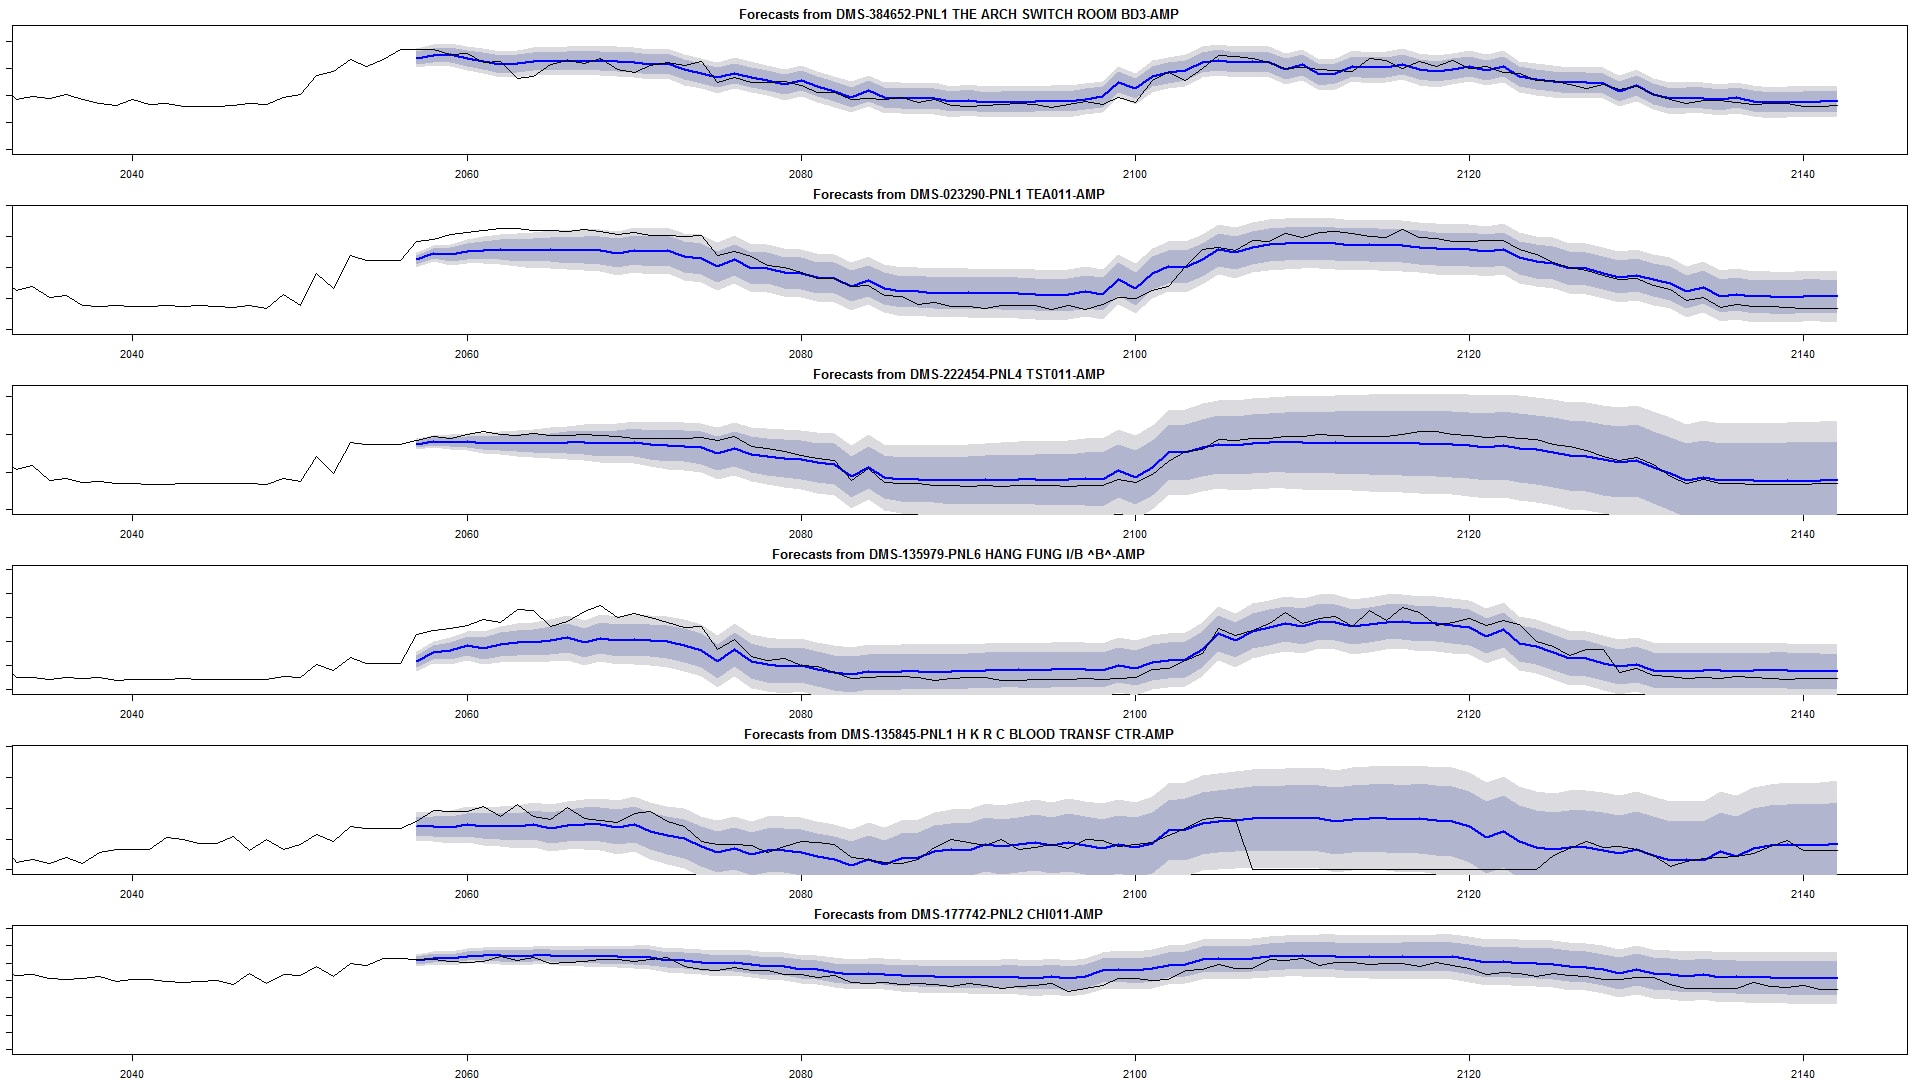 Forecasts from DMS-384652-PNL1 THE ARCH SWITCH ROOM BD3-AMP
2040 2060 2080 2100 2120 2140
Forecasts from DMS-023290-PNL1 TEA011-AMP
2040 2060 2080 2100 2120 2140
Forecasts from DMS-222454-PNL4 TST011-AMP
2040 2060 2080 2100 2120 2140
Forecasts from DMS-135979-PNL6 HANG FUNG I/B ^B^-AMP
2040 2060 2080 2100 2120 2140
Forecasts from DMS-135845-PNL1 H K R C BLOOD TRANSF CTR-AMP
2040 2060 2080 2100 2120 2140
Forecasts from DMS-177742-PNL2 CHI011-AMP
2040 2060 2080 2100 2120 2140